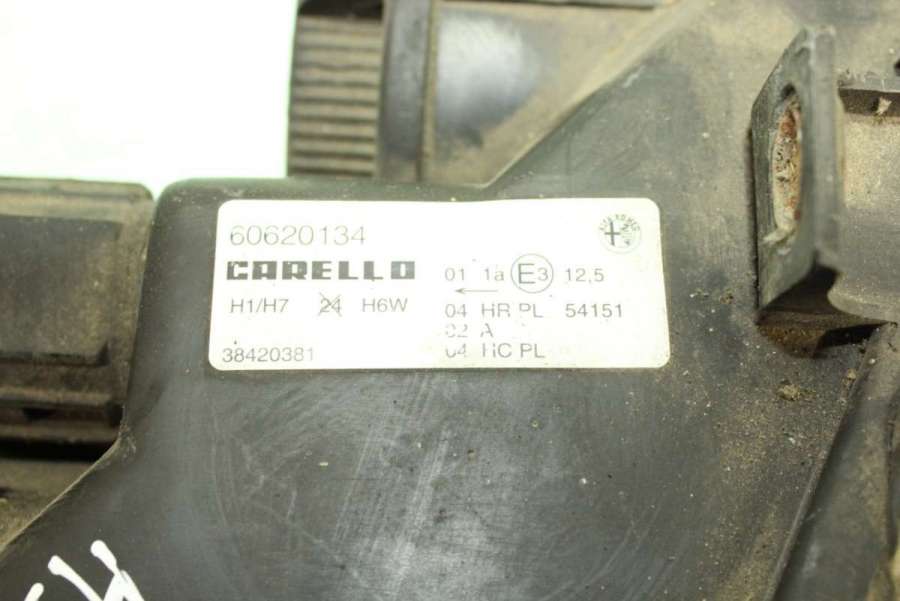 60620134
CARELLO
H1/H7 24 H6W
38420381
01 1a E3 12,5
04 HR PL 54151
02 A
04 HC PL